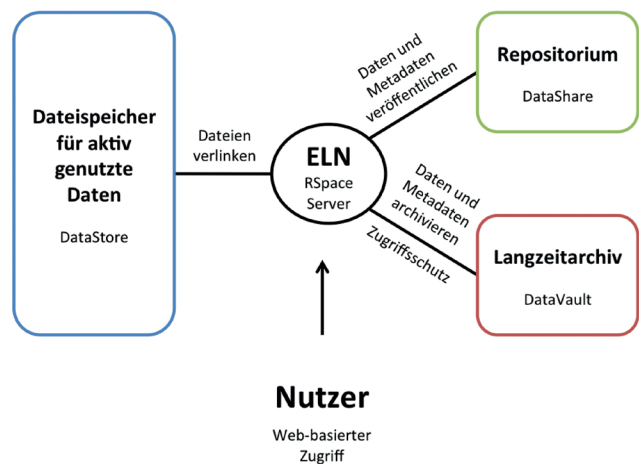 Dateispeicher
für aktiv
genutzte
Daten
DataStore
Dateien
verlinken
ELN
RSpace
Server
Daten und
Metadaten
veröffentlichen
Repositorium
DataShare
Daten und
Metadaten
archivieren
Zugriffsschutz
Langzeitarchiv
DataVault
Nutzer
Web-basierter
Zugriff